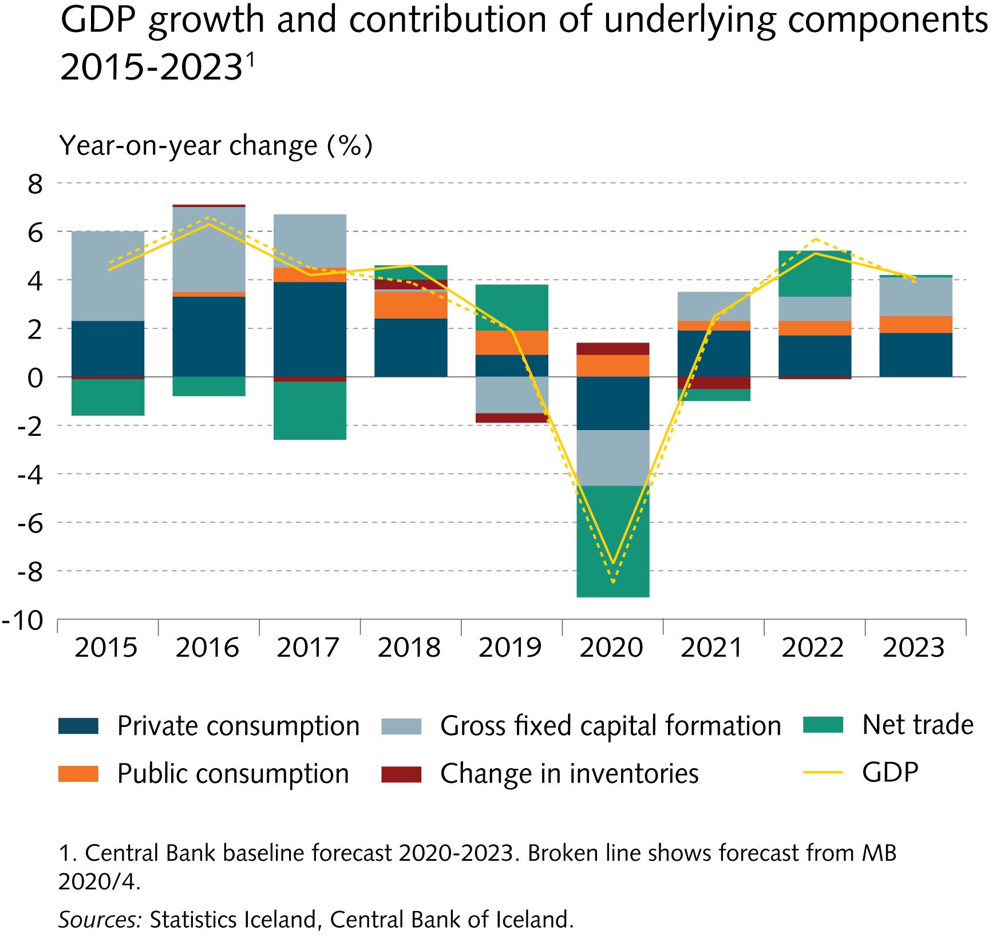 GDP growth and contribution of underlying components
2015-2023¹
Year-on-year change (%)
8
6
4
2
0
-2
-4
-6
-8
-10
2015 2016 2017 2018 2019 2020 2021 2022 2023
Private consumption Gross fixed capital formation Net trade
Public consumption Change in inventories GDP
1. Central Bank baseline forecast 2020-2023. Broken line shows forecast from MB
2020/4.
Sources: Statistics Iceland, Central Bank of Iceland.